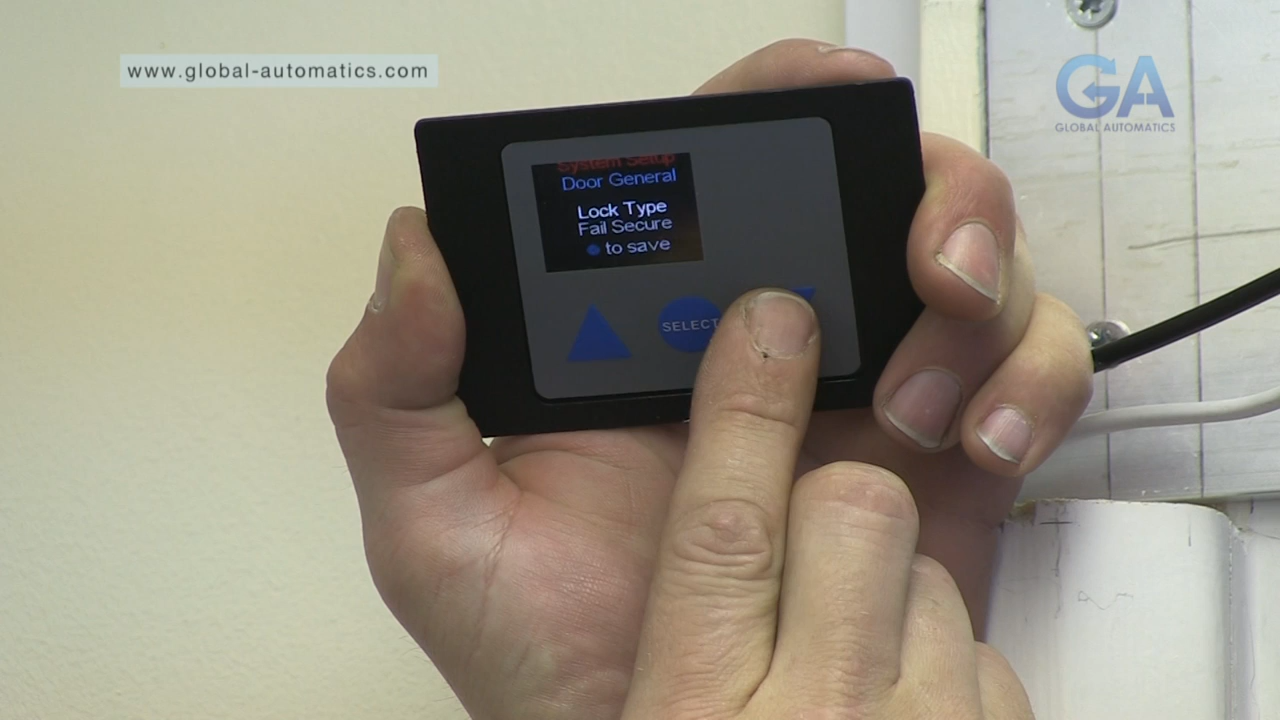 www.global-automatics.com
GA
GLOBAL AUTOMATICS
System Setup
Door General
Lock Type
Fail Secure
to save
SELECT